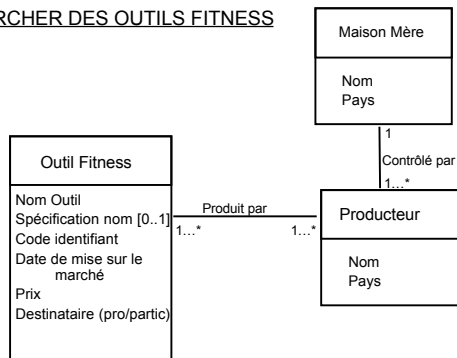 RCHER DES OUTILS FITNESS
Maison Mère
Nom
Pays
1
Contrôlé par
1…*
Outil Fitness
Nom Outil
Spécification nom [0..1]
Code identifiant
Date de mise sur le
marché
Prix
Destinataire (pro/partic)
Produit par
1…*
1…*
Producteur
Nom
Pays